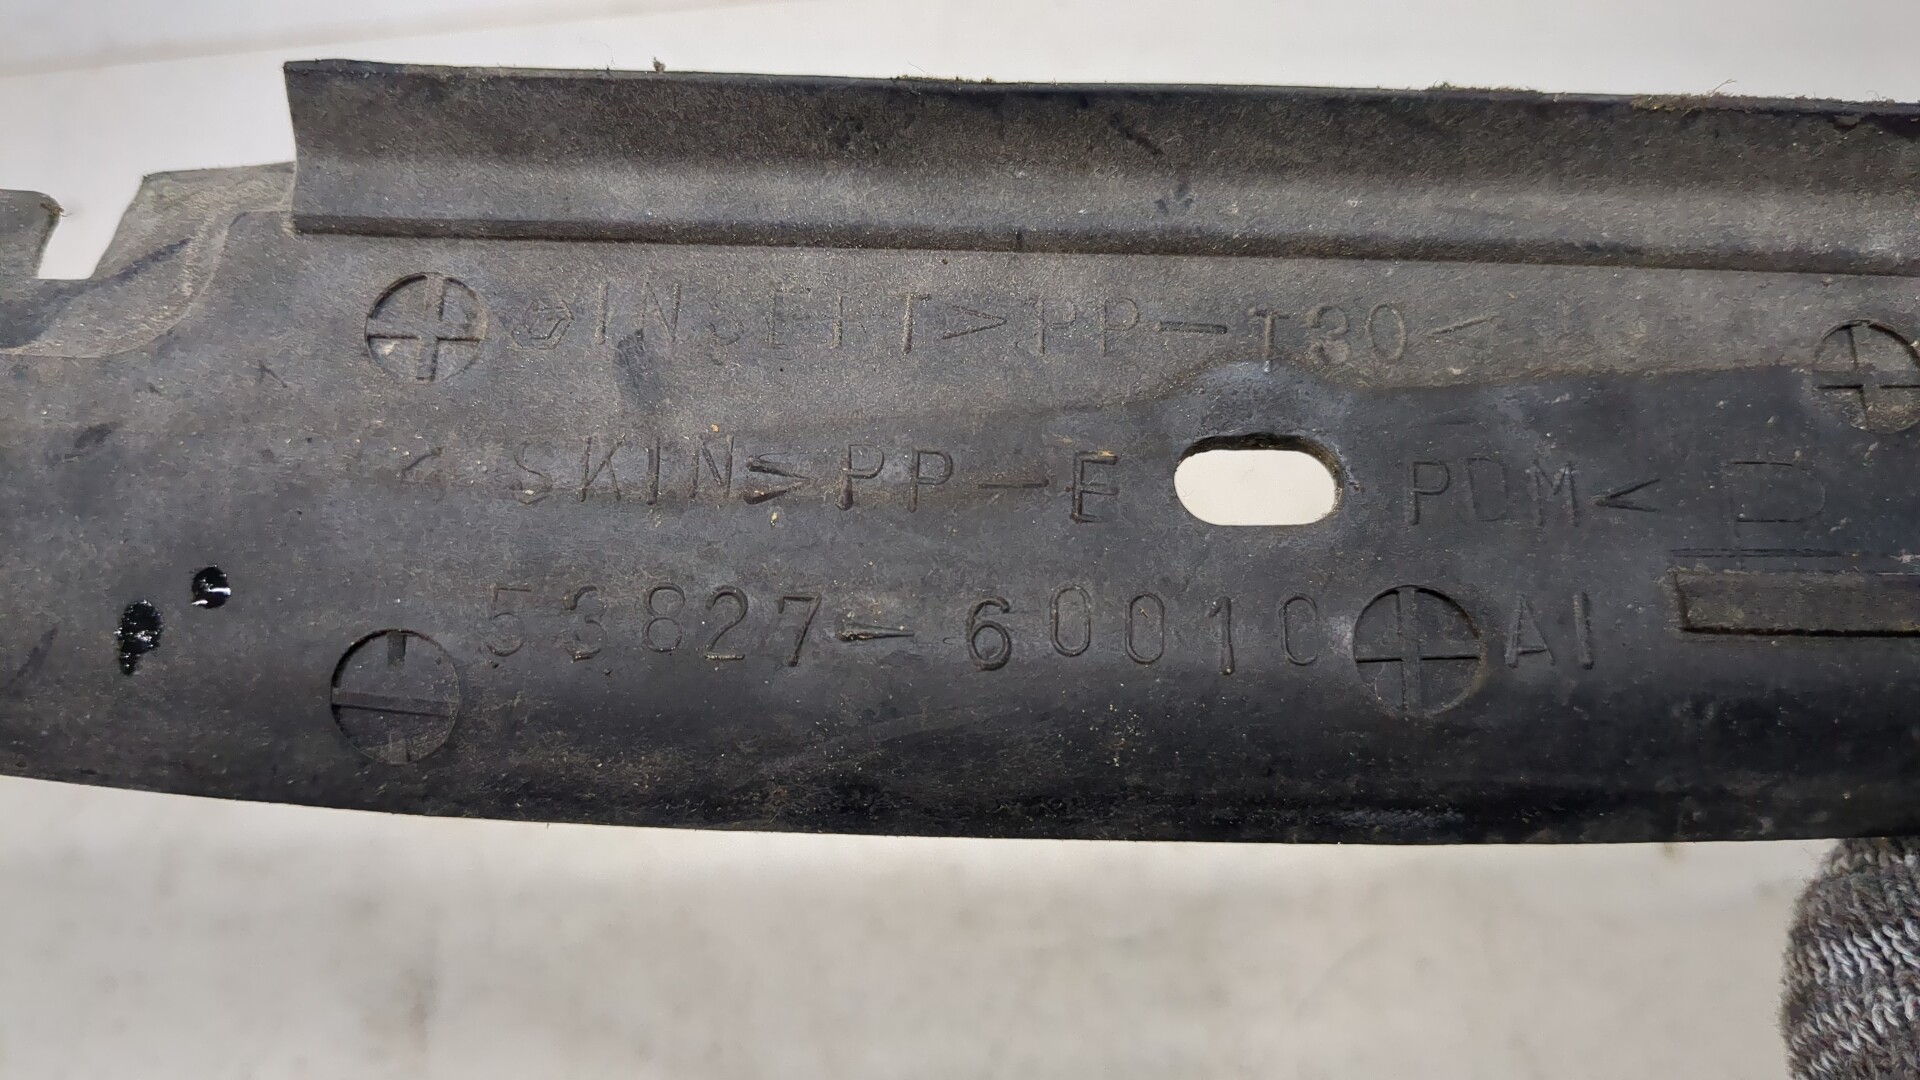 INSERT>PP-T30<
SKIN>PP-E PDM<
53827-60010 A1